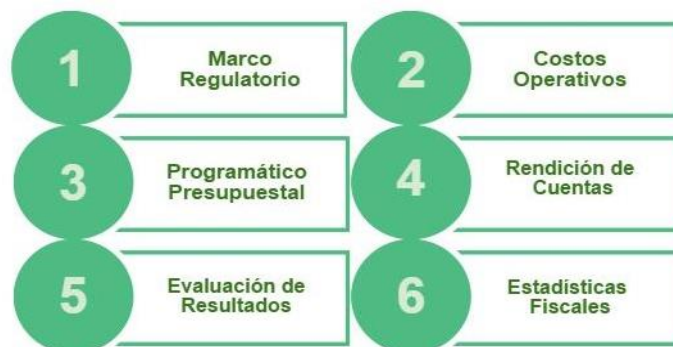 1
Marco
Regulatorio
2
Costos
Operativos
3
Programático
Presupuestal
4
Rendición de
Cuentas
5
Evaluación de
Resultados
6
Estadísticas
Fiscales